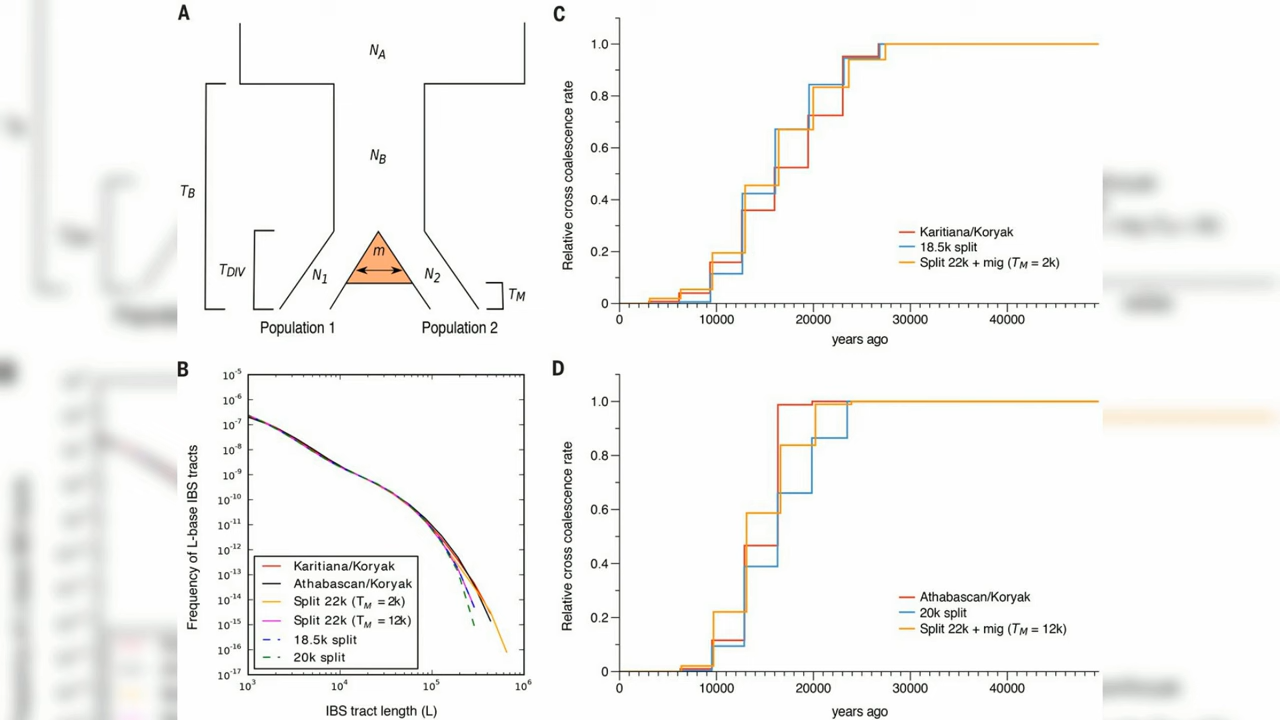 A
N_A
N_B
T_B
T_DIV
m
N_1
N_2
T_M
Population 1
Population 2
B
Frequency of L-base IBS tracts
10^-5
10^-6
10^-7
10^-8
10^-9
10^-10
10^-11
10^-12
10^-13
10^-14
10^-15
10^-16
10^-17
Karitiana/Koryak
Athabascan/Koryak
Split 22k (T_M = 2k)
Split 22k (T_M = 12k)
18.5k split
20k split
10^3 10^4 10^5 10^6
IBS tract length (L)
C
Relative cross coalescence rate
1.0
0.8
0.6
0.4
0.2
0
Karitiana/Koryak
18.5k split
Split 22k + mig (T_M = 2k)
0 10000 20000 30000 40000
years ago
D
Relative cross coalescence rate
1.0
0.8
0.6
0.4
0.2
0
Athabascan/Koryak
20k split
Split 22k + mig (T_M = 12k)
0 10000 20000 30000 40000
years ago